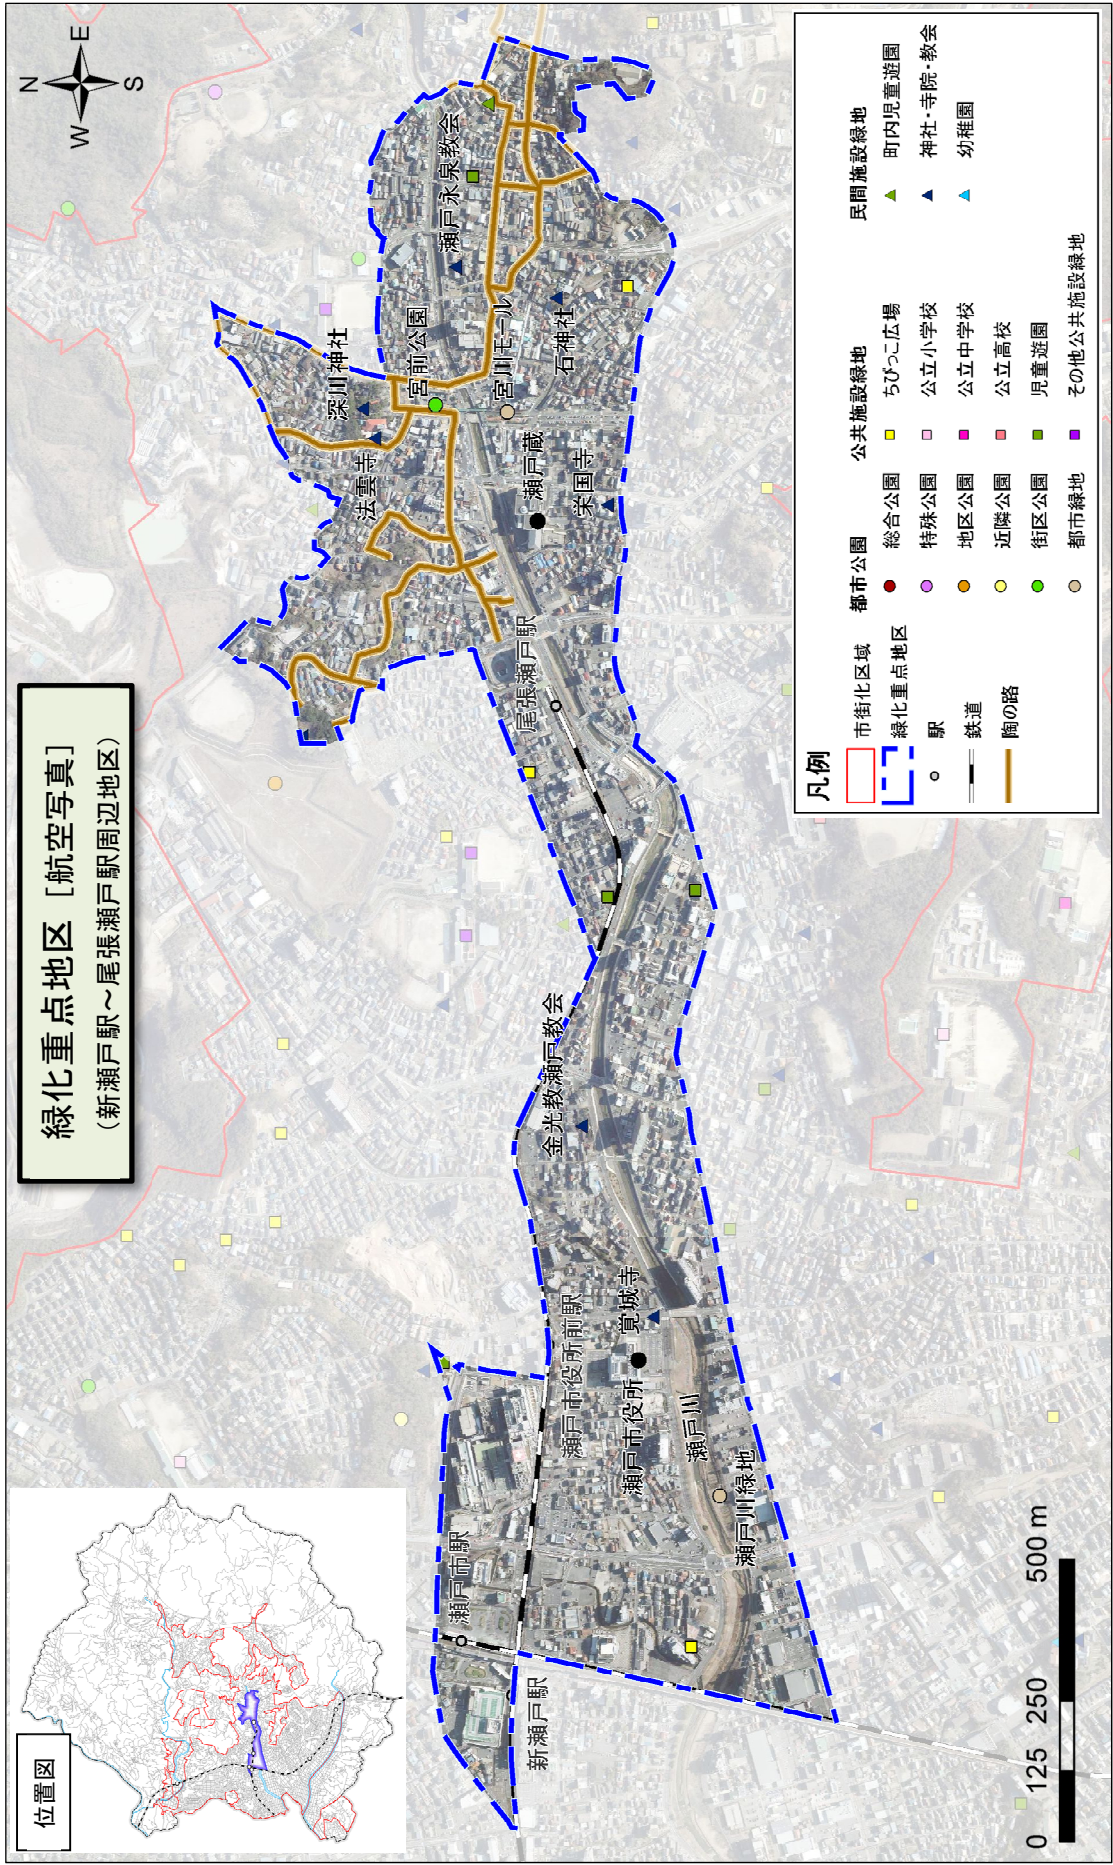 緑化重点地区 [航空写真]
(新瀬戸駅～尾張瀬戸駅周辺地区)
N
E
S
W
位置図
瀬戸市駅
新瀬戸駅
瀬戸市役所前駅
瀬戸市役所
覚城寺
瀬戸川
瀬戸川緑地
金光教瀬戸教会
尾張瀬戸駅
法雲寺
深川神社
宮前公園
瀬戸永泉教会
瀬戸蔵
宮川モール
栄国寺
石神社
0 125 250 500 m
凡例
市街化区域
緑化重点地区
駅
鉄道
陶の路
都市公園
総合公園
特殊公園
地区公園
近隣公園
街区公園
都市緑地
公共施設緑地
ちびっこ広場
公立小学校
公立中学校
公立高校
児童遊園
その他公共施設緑地
民間施設緑地
町内児童遊園
神社・寺院・教会
幼稚園